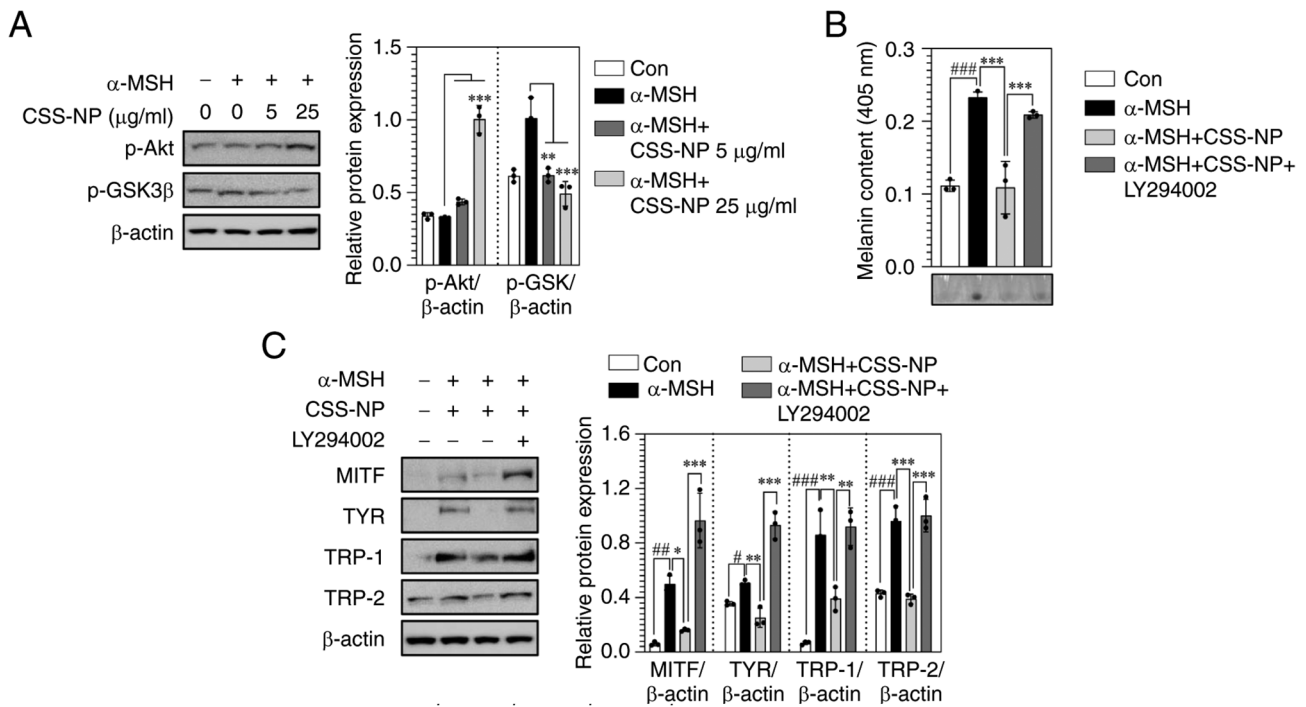 A
α-MSH – + + +
CSS-NP (μg/ml) 0 0 5 25
p-Akt
p-GSK3β
β-actin
Relative protein expression
1.5
1.0
0.5
0.0
***
**
***
p-Akt/
β-actin
p-GSK/
β-actin
Con
α-MSH
α-MSH+
CSS-NP 5 μg/ml
α-MSH+
CSS-NP 25 μg/ml
B
Melanin content (405 nm)
0.3
0.2
0.1
0.0
###
***
***
Con
α-MSH
α-MSH+CSS-NP
α-MSH+CSS-NP+
LY294002
C
α-MSH – + + +
CSS-NP – + + +
LY294002 – – – +
MITF
TYR
TRP-1
TRP-2
β-actin
Con
α-MSH
α-MSH+CSS-NP
α-MSH+CSS-NP+
LY294002
Relative protein expression
1.6
1.2
0.8
0.4
0.0
## * ***
# ** ***
### ** **
### *** ***
MITF/
β-actin
TYR/
β-actin
TRP-1/
β-actin
TRP-2/
β-actin